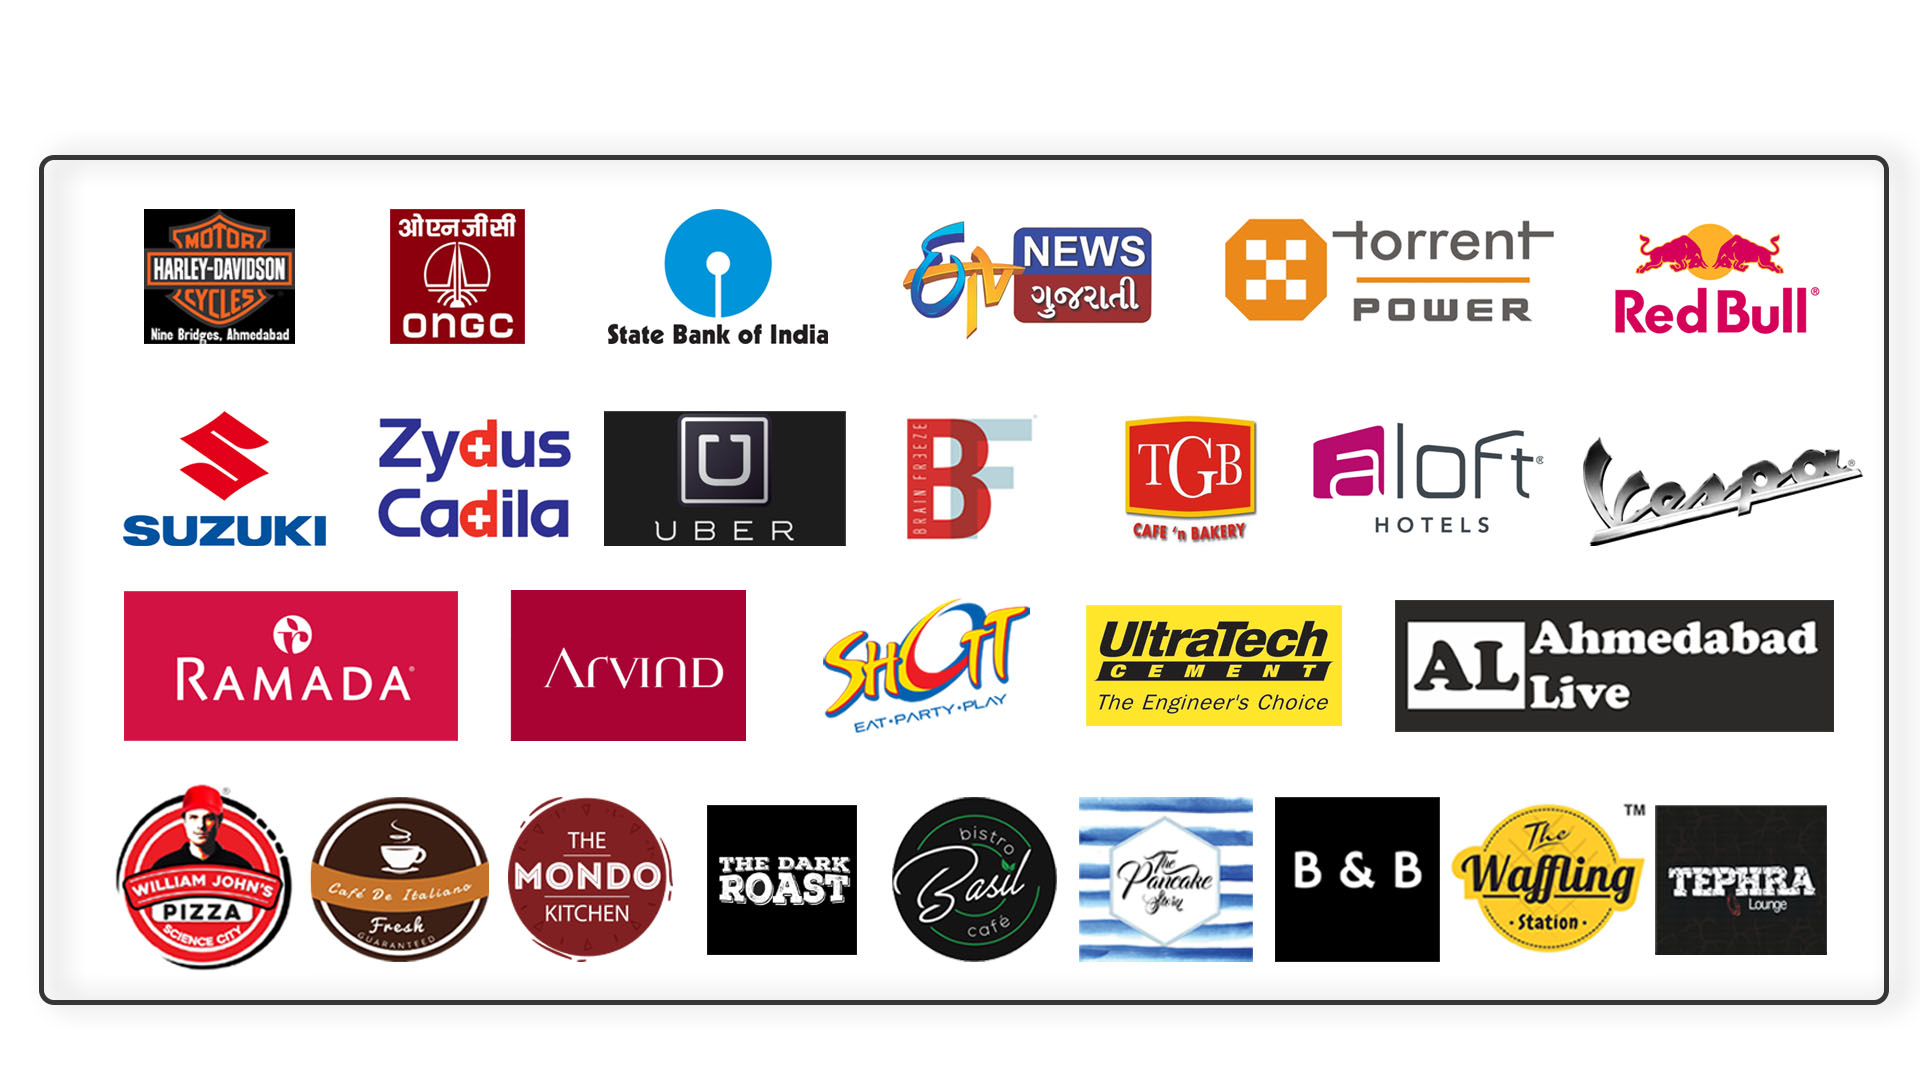 MOTOR
HARLEY-DAVIDSON
CYCLES
Nine Bridges, Ahmedabad
ओएनजीसी
ONGC
State Bank of India
ETV
NEWS
ગુજરાતી
torrent
POWER
Red Bull®
SUZUKI
Zydus
Cadila
U
UBER
BRAIN FREEZE
BF
TGB
CAFE 'n BAKERY
aloft®
HOTELS
Vespa®
RAMADA®
ARVIND
SHOTT
EAT•PARTY•PLAY
UltraTech
CEMENT
The Engineer's Choice
AL
Ahmedabad
Live
WILLIAM JOHN'S
PIZZA
SCIENCE CITY
Café De Italiano
Fresh
GUARANTEED
THE
MONDO
KITCHEN
THE DARK
ROAST
bistro
Basil
café
The
Pancake
Story
B & B
The
Waffling
• Station •
TM
TEPHRA
Lounge